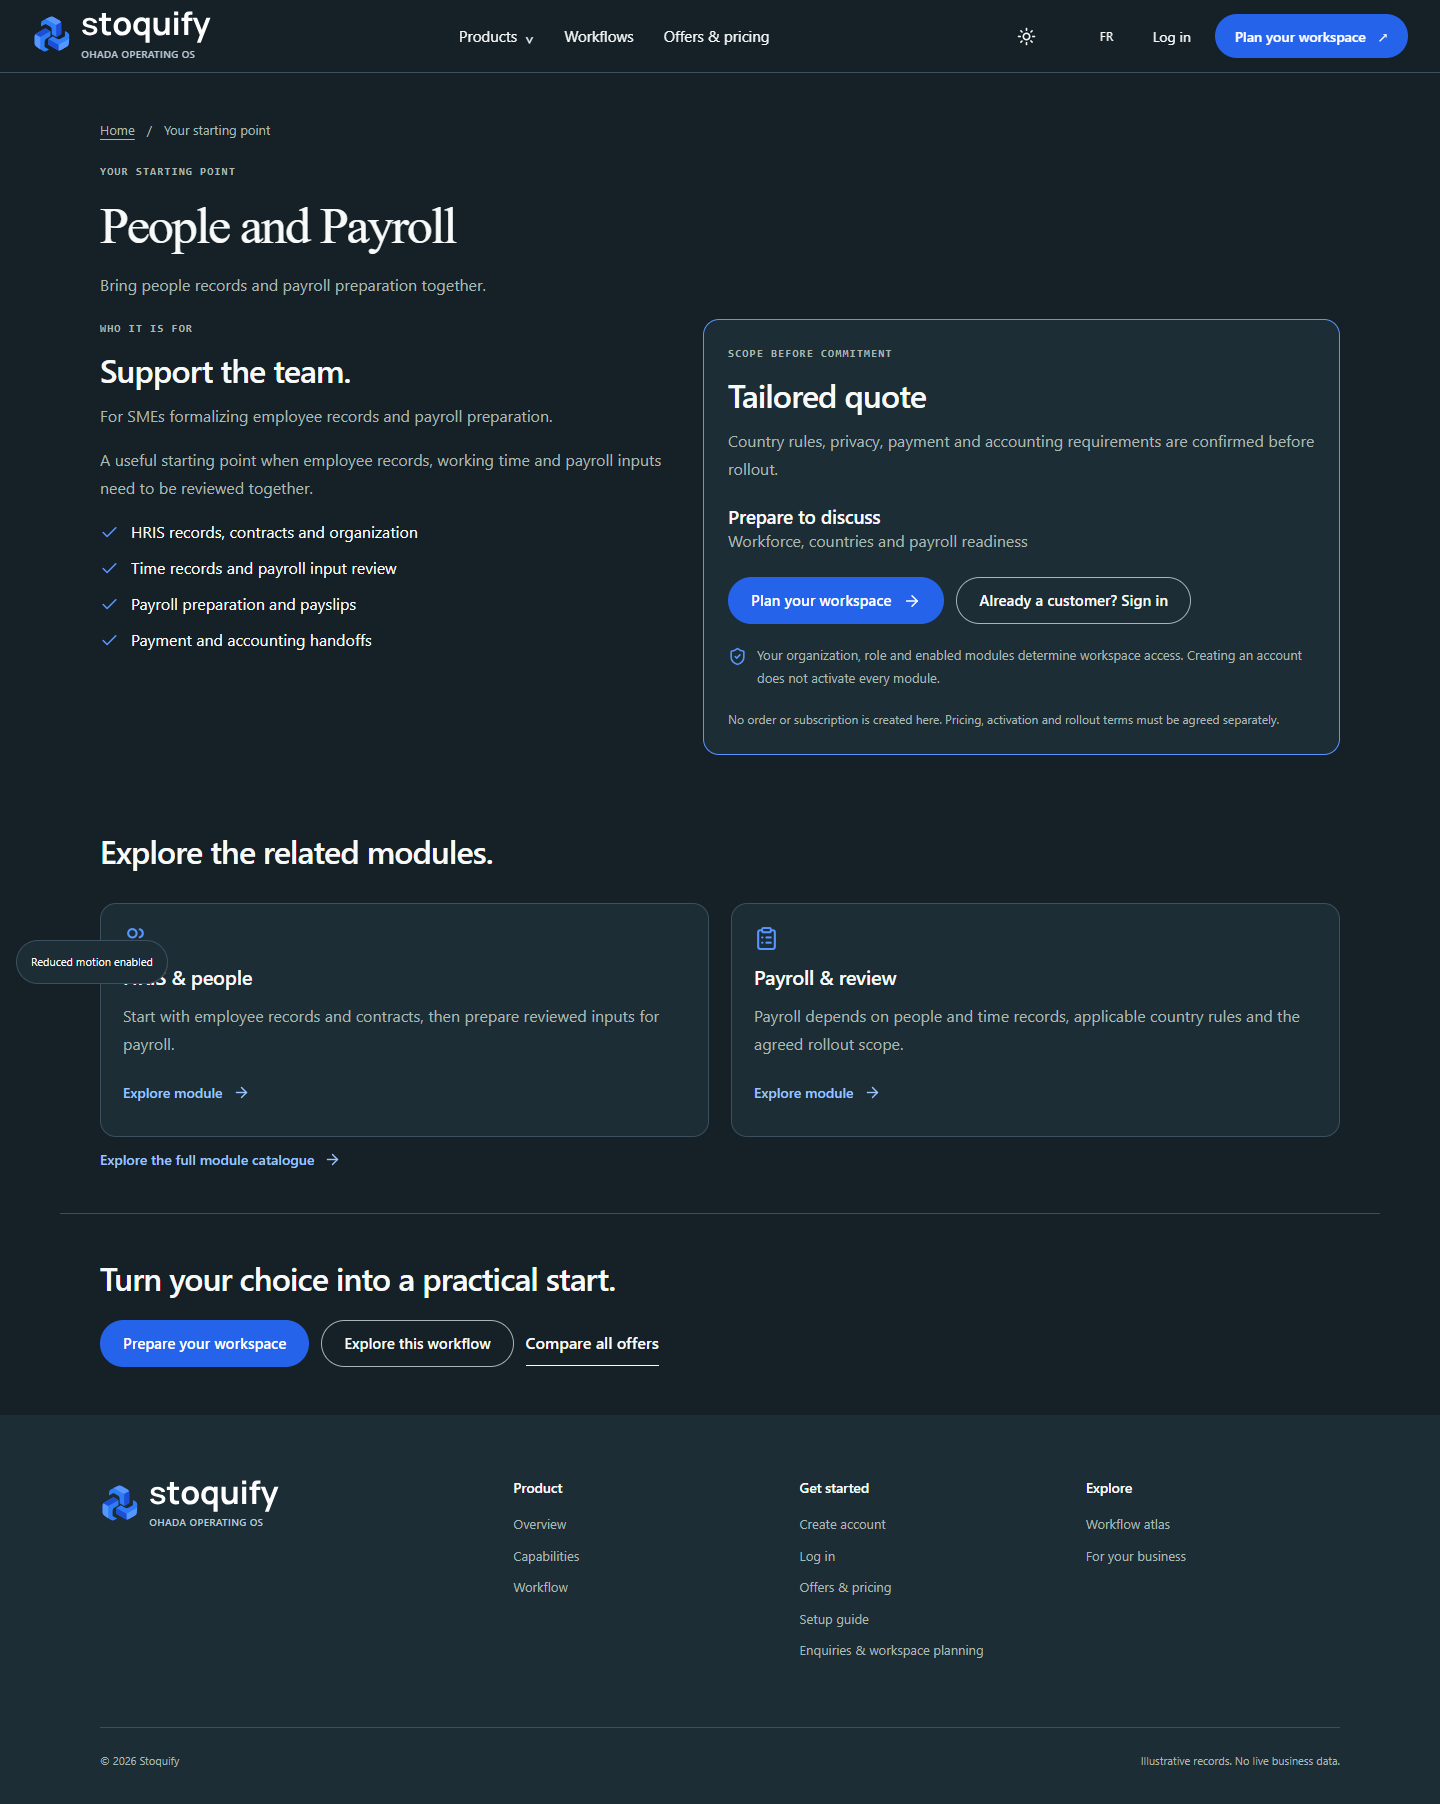 stoquify
OHADA OPERATING OS
Products
Workflows
Offers & pricing
FR
Log in
Plan your workspace
Home / Your starting point
YOUR STARTING POINT
People and Payroll
Bring people records and payroll preparation together.
WHO IT IS FOR
Support the team.
For SMEs formalizing employee records and payroll preparation.
A useful starting point when employee records, working time and payroll inputs
need to be reviewed together.
HRIS records, contracts and organization
Time records and payroll input review
Payroll preparation and payslips
Payment and accounting handoffs
SCOPE BEFORE COMMITMENT
Tailored quote
Country rules, privacy, payment and accounting requirements are confirmed before
rollout.
Prepare to discuss
Workforce, countries and payroll readiness
Plan your workspace
Already a customer? Sign in
Your organization, role and enabled modules determine workspace access. Creating an account
does not activate every module.
No order or subscription is created here. Pricing, activation and rollout terms must be agreed separately.
Explore the related modules.
Reduced motion enabled
& people
Start with employee records and contracts, then prepare reviewed inputs for
payroll.
Explore module
Payroll & review
Payroll depends on people and time records, applicable country rules and the
agreed rollout scope.
Explore module
Explore the full module catalogue
Turn your choice into a practical start.
Prepare your workspace
Explore this workflow
Compare all offers
stoquify
OHADA OPERATING OS
Product
Overview
Capabilities
Workflow
Get started
Create account
Log in
Offers & pricing
Setup guide
Enquiries & workspace planning
Explore
Workflow atlas
For your business
© 2026 Stoquify
Illustrative records. No live business data.